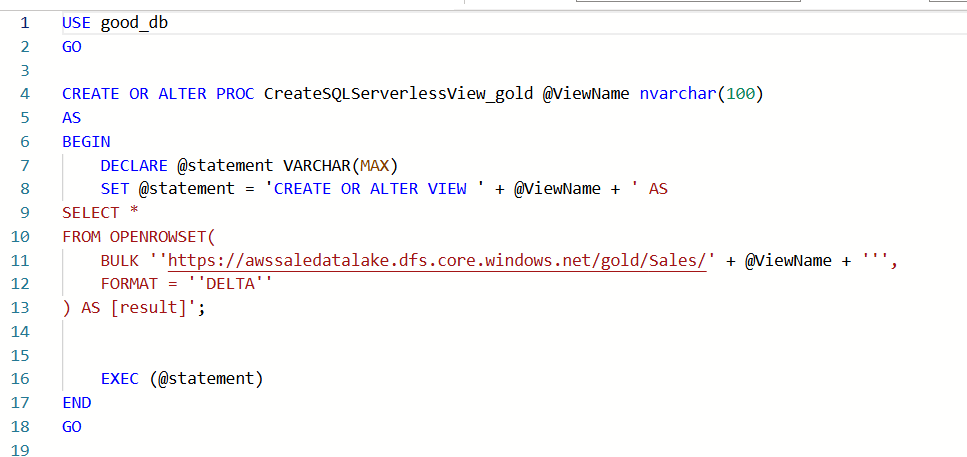 1 USE good_db
2 GO
3
4 CREATE OR ALTER PROC CreateSQLServerlessView_gold @ViewName nvarchar(100)
5 AS
6 BEGIN
7 DECLARE @statement VARCHAR(MAX)
8 SET @statement = 'CREATE OR ALTER VIEW ' + @ViewName + ' AS
9 SELECT *
10 FROM OPENROWSET(
11 BULK ''https://awssaledatalake.dfs.core.windows.net/gold/Sales/' + @ViewName + ''',
12 FORMAT = ''DELTA''
13 ) AS [result]';
14
15
16 EXEC (@statement)
17 END
18 GO
19